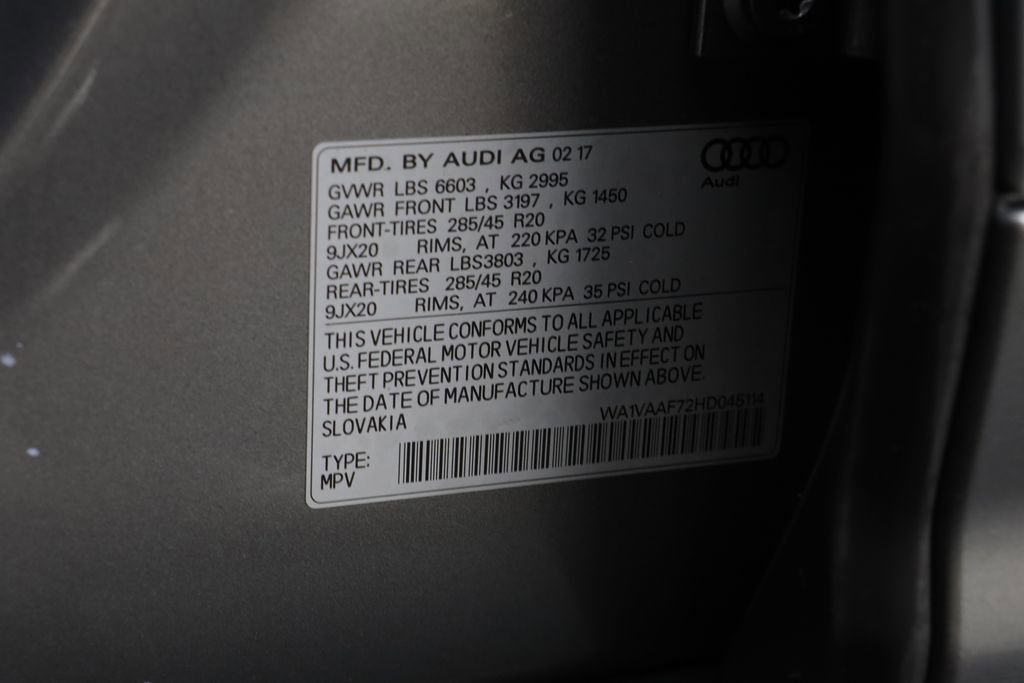 MFD. BY AUDI AG 02 17
Audi
GVWR LBS 6603 , KG 2995
GAWR FRONT LBS 3197 , KG 1450
FRONT-TIRES 285/45 R20
9JX20 RIMS, AT 220 KPA 32 PSI COLD
GAWR REAR LBS3803 , KG 1725
REAR-TIRES 285/45 R20
9JX20 RIMS, AT 240 KPA 35 PSI COLD
THIS VEHICLE CONFORMS TO ALL APPLICABLE
U.S. FEDERAL MOTOR VEHICLE SAFETY AND
THEFT PREVENTION STANDARDS IN EFFECT ON
THE DATE OF MANUFACTURE SHOWN ABOVE.
SLOVAKIA
WA1VAAF72HD045114
TYPE:
MPV